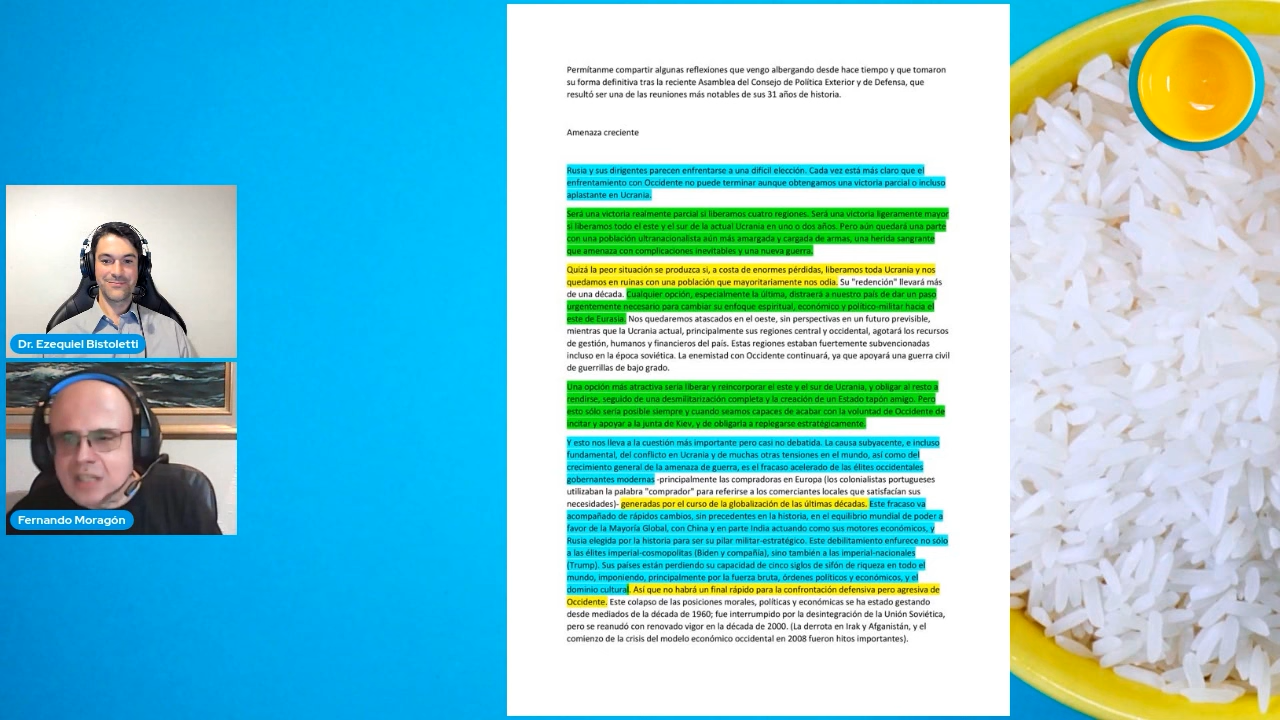 Permítanme compartir algunas reflexiones que vengo albergando desde hace tiempo y que tomaron
su forma definitiva tras la reciente Asamblea del Consejo de Política Exterior y de Defensa, que
resultó ser una de las reuniones más notables de sus 31 años de historia.
Amenaza creciente
Rusia y sus dirigentes parecen enfrentarse a una difícil elección. Cada vez está más claro que el
enfrentamiento con Occidente no puede terminar aunque obtengamos una victoria parcial o incluso
aplastante en Ucrania.
Será una victoria realmente parcial si liberamos cuatro regiones. Será una victoria ligeramente mayor
si liberamos todo el este y el sur de la actual Ucrania en uno o dos años. Pero aún quedará una parte
con una población ultranacionalista aún más amargada y cargada de armas, una herida sangrante
que amenaza con complicaciones inevitables y una nueva guerra.
Quizá la peor situación se produzca si, a costa de enormes pérdidas, liberamos toda Ucrania y nos
quedamos en ruinas con una población que mayoritariamente nos odia. Su "redención" llevará más
de una década. Cualquier opción, especialmente la última, distraerá a nuestro país de dar un paso
urgentemente necesario para cambiar su enfoque espiritual, económico y político-militar hacia el
este de Eurasia. Nos quedaremos atascados en el oeste, sin perspectivas en un futuro previsible,
mientras que la Ucrania actual, principalmente sus regiones central y occidental, agotará los recursos
de gestión, humanos y financieros del país. Estas regiones estaban fuertemente subvencionadas
incluso en la época soviética. La enemistad con Occidente continuará, ya que apoyará una guerra civil
de guerrillas de bajo grado.
Una opción más atractiva sería liberar y reincorporar el este y el sur de Ucrania, y obligar al resto a
rendirse, seguido de una desmilitarización completa y la creación de un Estado tapón amigo. Pero
esto sólo sería posible siempre y cuando seamos capaces de acabar con la voluntad de Occidente de
incitar y apoyar a la junta de Kiev, y de obligarla a replegarse estratégicamente.
Y esto nos lleva a la cuestión más importante pero casi no debatida. La causa subyacente, e incluso
fundamental, del conflicto en Ucrania y de muchas otras tensiones en el mundo, así como del
crecimiento general de la amenaza de guerra, es el fracaso acelerado de las élites occidentales
gobernantes modernas -principalmente las compradoras en Europa (los colonialistas portugueses
utilizaban la palabra "comprador" para referirse a los comerciantes locales que satisfacían sus
necesidades)- generadas por el curso de la globalización de las últimas décadas. Este fracaso va
acompañado de rápidos cambios, sin precedentes en la historia, en el equilibrio mundial de poder a
favor de la Mayoría Global, con China y en parte India actuando como sus motores económicos, y
Rusia elegida por la historia para ser su pilar militar-estratégico. Este debilitamiento enfurece no sólo
a las élites imperial-cosmopolitas (Biden y compañía), sino también a las imperial-nacionales
(Trump). Sus países están perdiendo su capacidad de cinco siglos de sifón de riqueza en todo el
mundo, imponiendo, principalmente por la fuerza bruta, órdenes políticos y económicos, y el
dominio cultural. Así que no habrá un final rápido para la confrontación defensiva pero agresiva de
Occidente. Este colapso de las posiciones morales, políticas y económicas se ha estado gestando
desde mediados de la década de 1960; fue interrumpido por la desintegración de la Unión Soviética,
pero se reanudó con renovado vigor en la década de 2000. (La derrota en Irak y Afganistán, y el
comienzo de la crisis del modelo económico occidental en 2008 fueron hitos importantes).
Dr. Ezequiel Bistoletti
Fernando Moragón